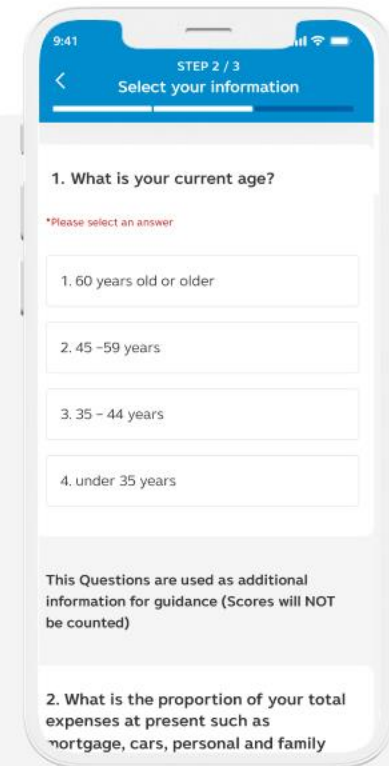 9:41
STEP 2 / 3
Select your information
1. What is your current age?
*Please select an answer
1. 60 years old or older
2. 45 –59 years
3. 35 – 44 years
4. under 35 years
This Questions are used as additional
information for guidance (Scores will NOT
be counted)
2. What is the proportion of your total
expenses at present such as
mortgage, cars, personal and family